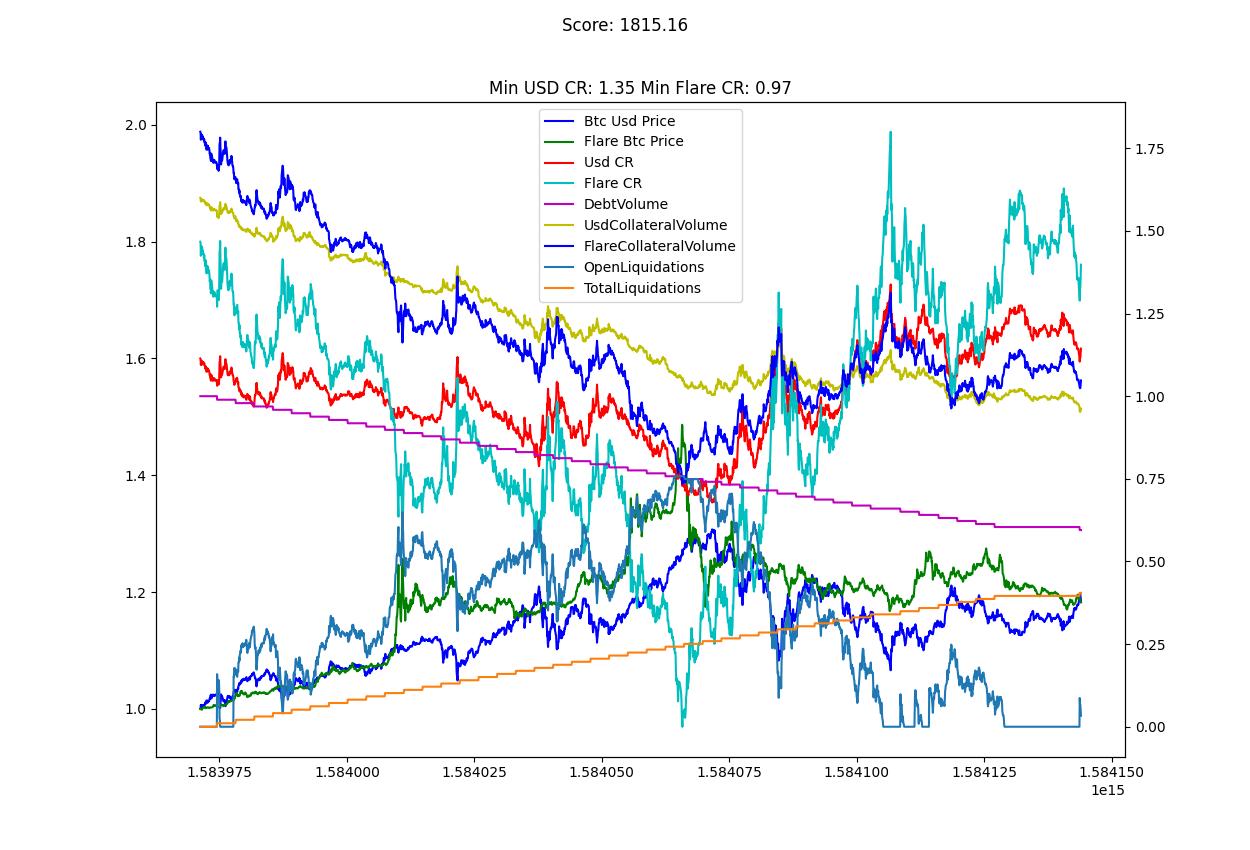 Score: 1815.16
Min USD CR: 1.35 Min Flare CR: 0.97
Btc Usd Price
Flare Btc Price
Usd CR
Flare CR
DebtVolume
UsdCollateralVolume
FlareCollateralVolume
OpenLiquidations
TotalLiquidations
2.0
1.8
1.6
1.4
1.2
1.0
1.75
1.50
1.25
1.00
0.75
0.50
0.25
0.00
1.583975 1.584000 1.584025 1.584050 1.584075 1.584100 1.584125 1.584150
1e15